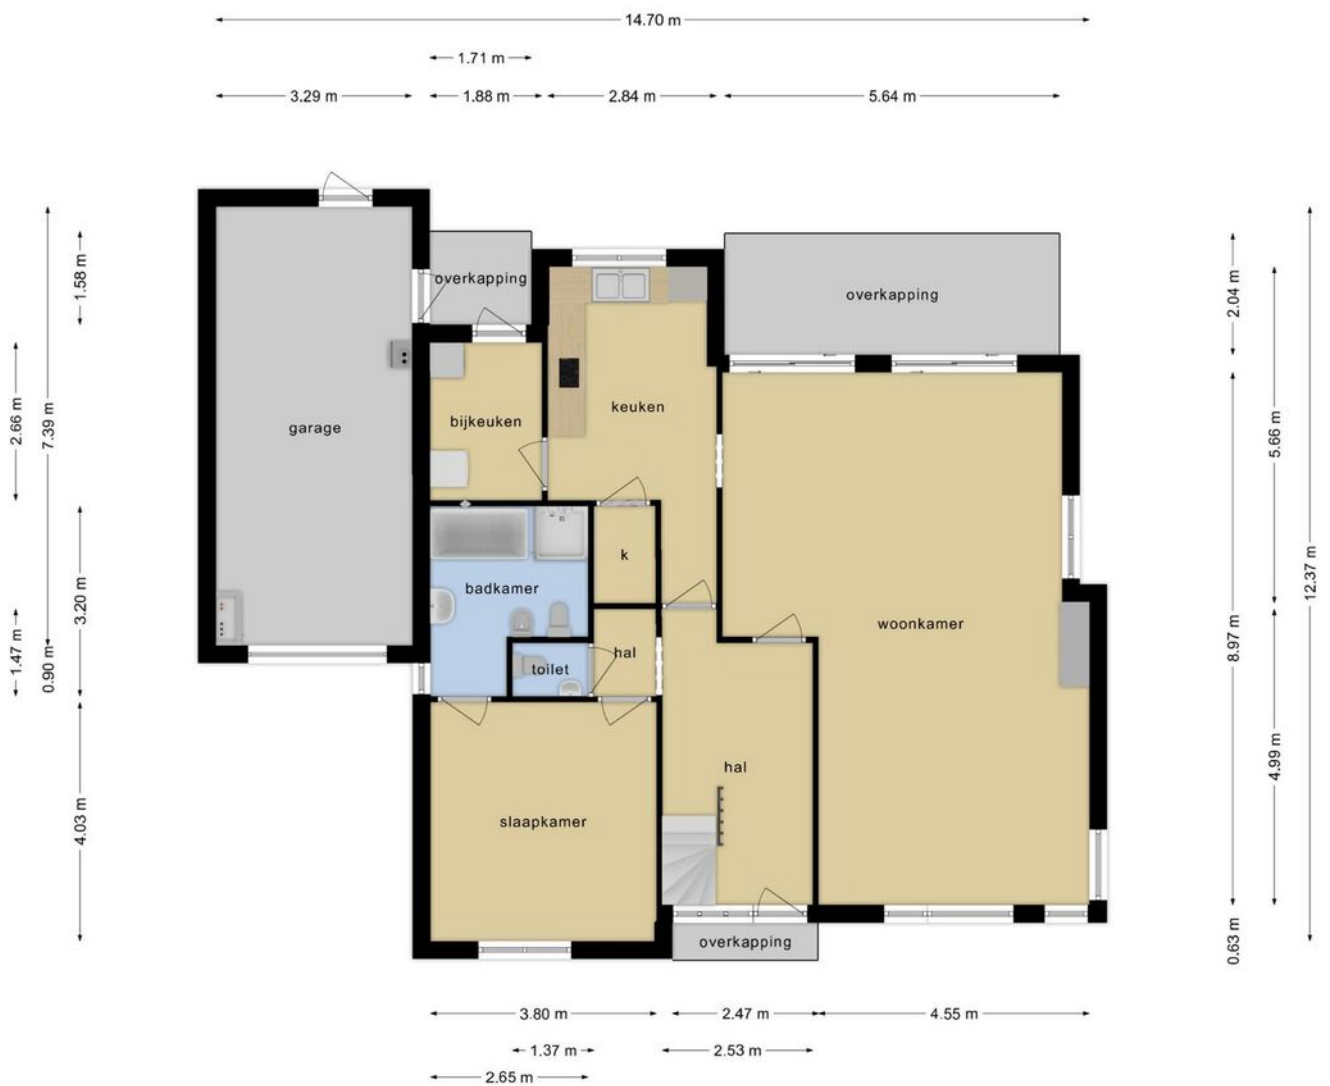 14.70 m
1.71 m
3.29 m
1.88 m
2.84 m
5.64 m
1.58 m
2.66 m
7.39 m
3.20 m
1.47 m
0.90 m
4.03 m
overkapping
overkapping
garage
bijkeuken
keuken
k
badkamer
hal
toilet
woonkamer
hal
slaapkamer
overkapping
2.04 m
5.66 m
12.37 m
8.97 m
4.99 m
0.63 m
3.80 m
2.47 m
4.55 m
1.37 m
2.53 m
2.65 m